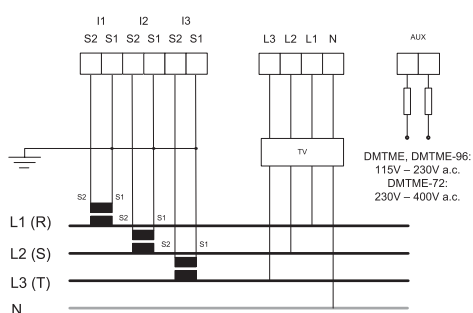 I1 I2 I3
S2 S1 S2 S1 S2 S1
L3 L2 L1 N
AUX
TV
DMTME, DMTME-96:
115V – 230V a.c.
DMTME-72:
230V – 400V a.c.
S2 S1
L1 (R)
S2 S1
L2 (S)
S2 S1
L3 (T)
N